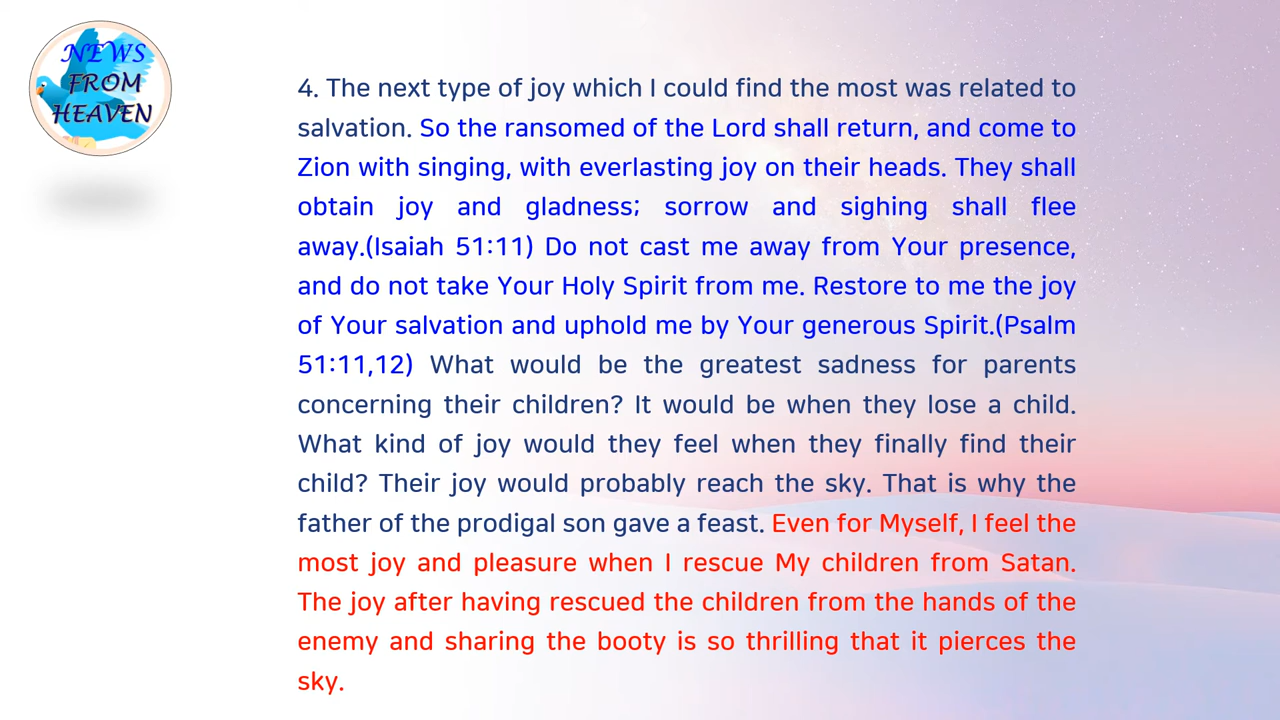 NEWS
FROM
HEAVEN
4. The next type of joy which I could find the most was related to
salvation. So the ransomed of the Lord shall return, and come to
Zion with singing, with everlasting joy on their heads. They shall
obtain joy and gladness; sorrow and sighing shall flee
away.(Isaiah 51:11) Do not cast me away from Your presence,
and do not take Your Holy Spirit from me. Restore to me the joy
of Your salvation and uphold me by Your generous Spirit.(Psalm
51:11,12) What would be the greatest sadness for parents
concerning their children? It would be when they lose a child.
What kind of joy would they feel when they finally find their
child? Their joy would probably reach the sky. That is why the
father of the prodigal son gave a feast. Even for Myself, I feel the
most joy and pleasure when I rescue My children from Satan.
The joy after having rescued the children from the hands of the
enemy and sharing the booty is so thrilling that it pierces the
sky.